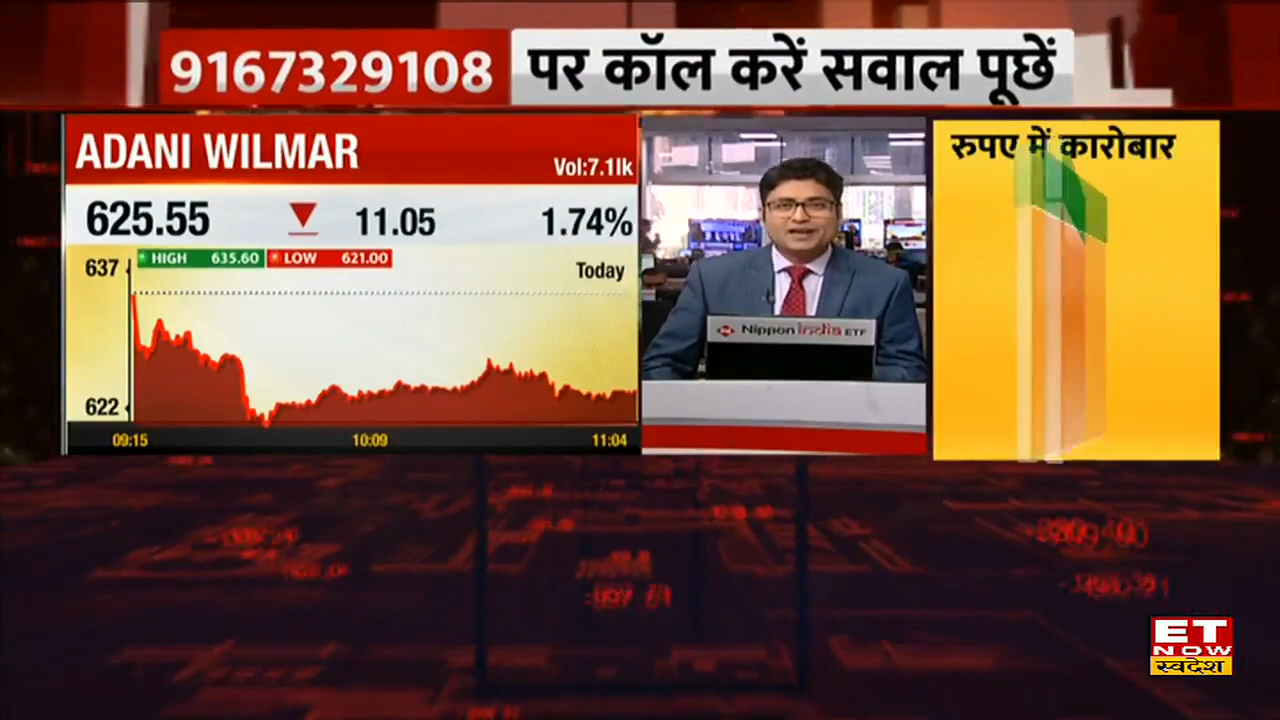 9167329108 पर कॉल करें सवाल पूछें
ADANI WILMAR
Vol:7.1lk
625.55 11.05 1.74%
HIGH 635.60 LOW 621.00
Today
637
622
09:15 10:09 11:04
Nippon india ETF
रुपए में कारोबार
ET
NOW
स्वदेश